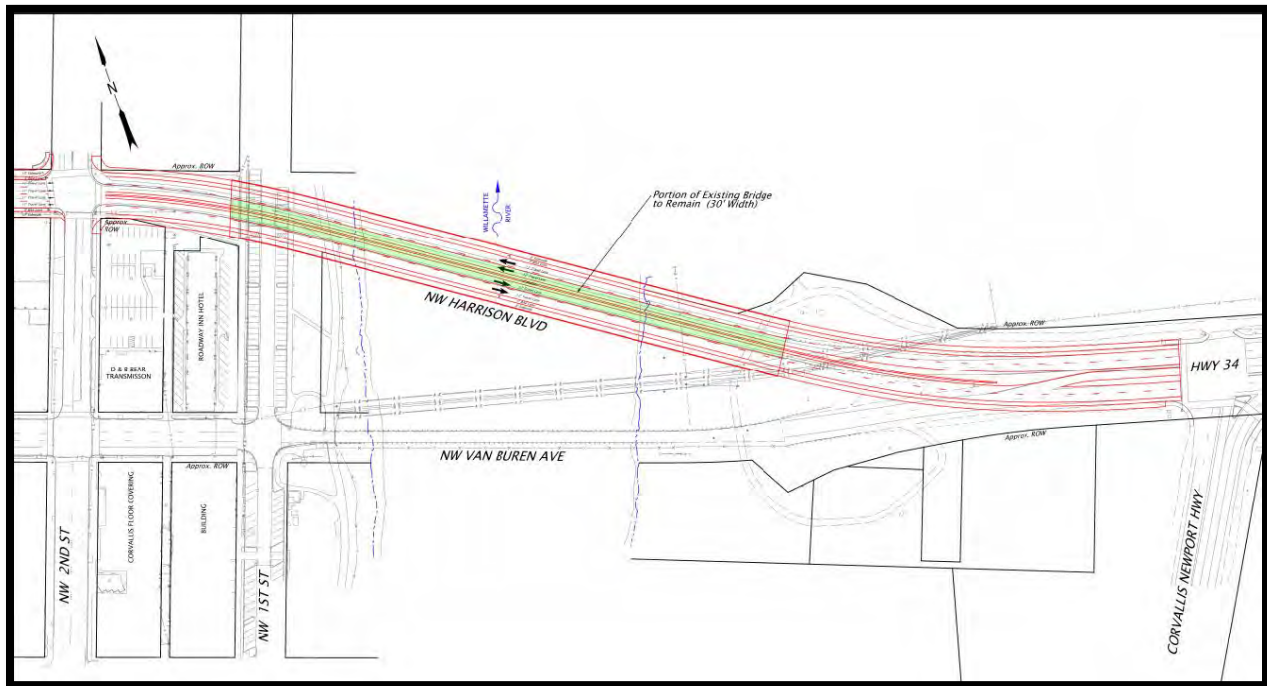 N
Approx. ROW
WILLAMETTE
RIVER
Portion of Existing Bridge
to Remain (30' Width)
Approx.
ROW
NW HARRISON BLVD
ROADWAY INN HOTEL
D & B BEAR
TRANSMISSON
Approx. ROW
HWY 34
NW VAN BUREN AVE
Approx. ROW
Approx. ROW
CORVALLIS FLOOR COVERING
BUILDING
NW 2ND ST
NW 1ST ST
CORVALLIS NEWPORT HWY